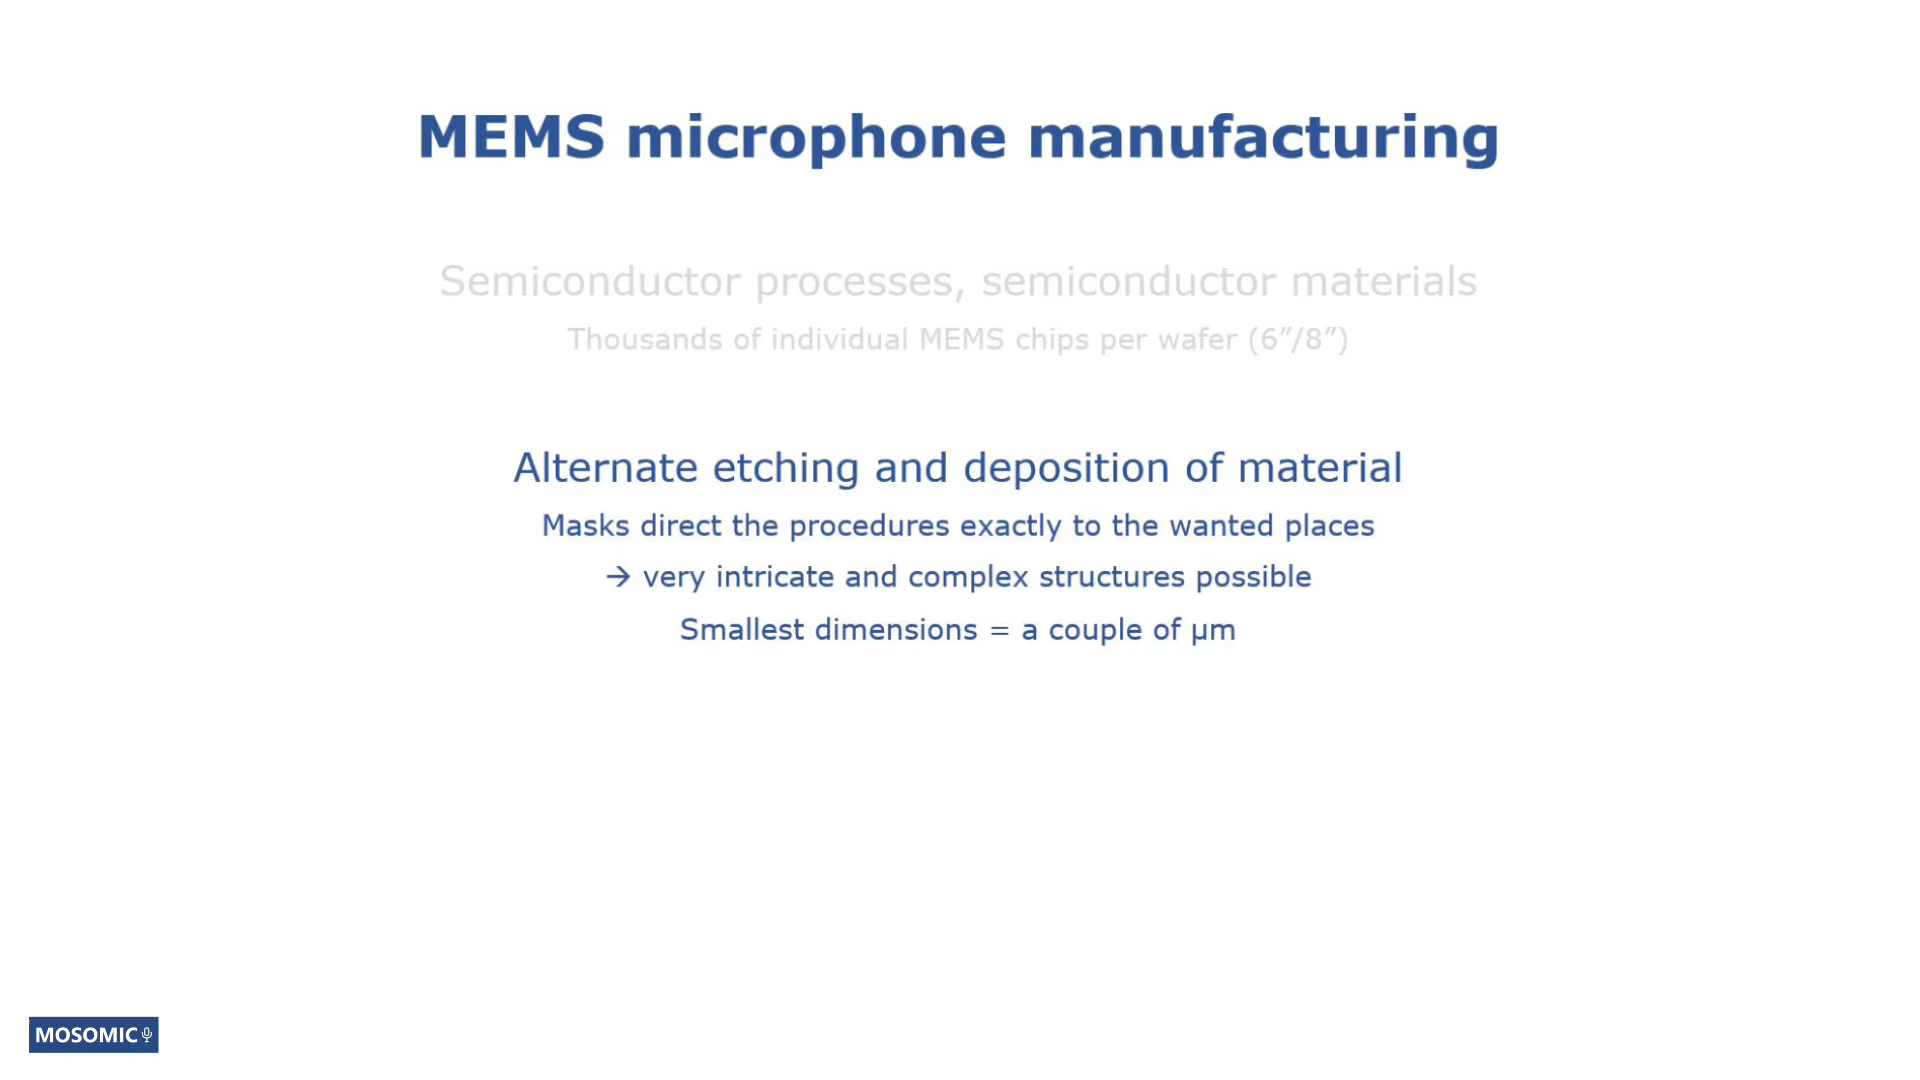 MEMS microphone manufacturing
Semiconductor processes, semiconductor materials
Thousands of individual MEMS chips per wafer (6”/8”)
Alternate etching and deposition of material
Masks direct the procedures exactly to the wanted places
→ very intricate and complex structures possible
Smallest dimensions = a couple of µm
MOSOMIC